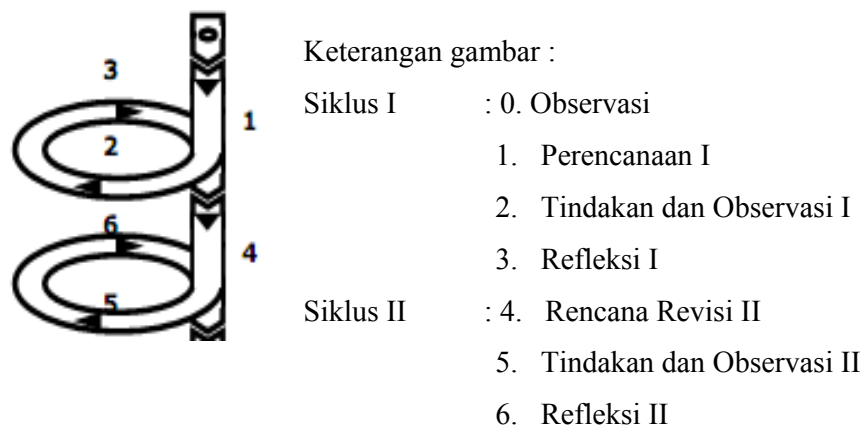 0
3
1
2
6
4
5
Keterangan gambar :
Siklus I : 0. Observasi
1. Perencanaan I
2. Tindakan dan Observasi I
3. Refleksi I
Siklus II : 4. Rencana Revisi II
5. Tindakan dan Observasi II
6. Refleksi II